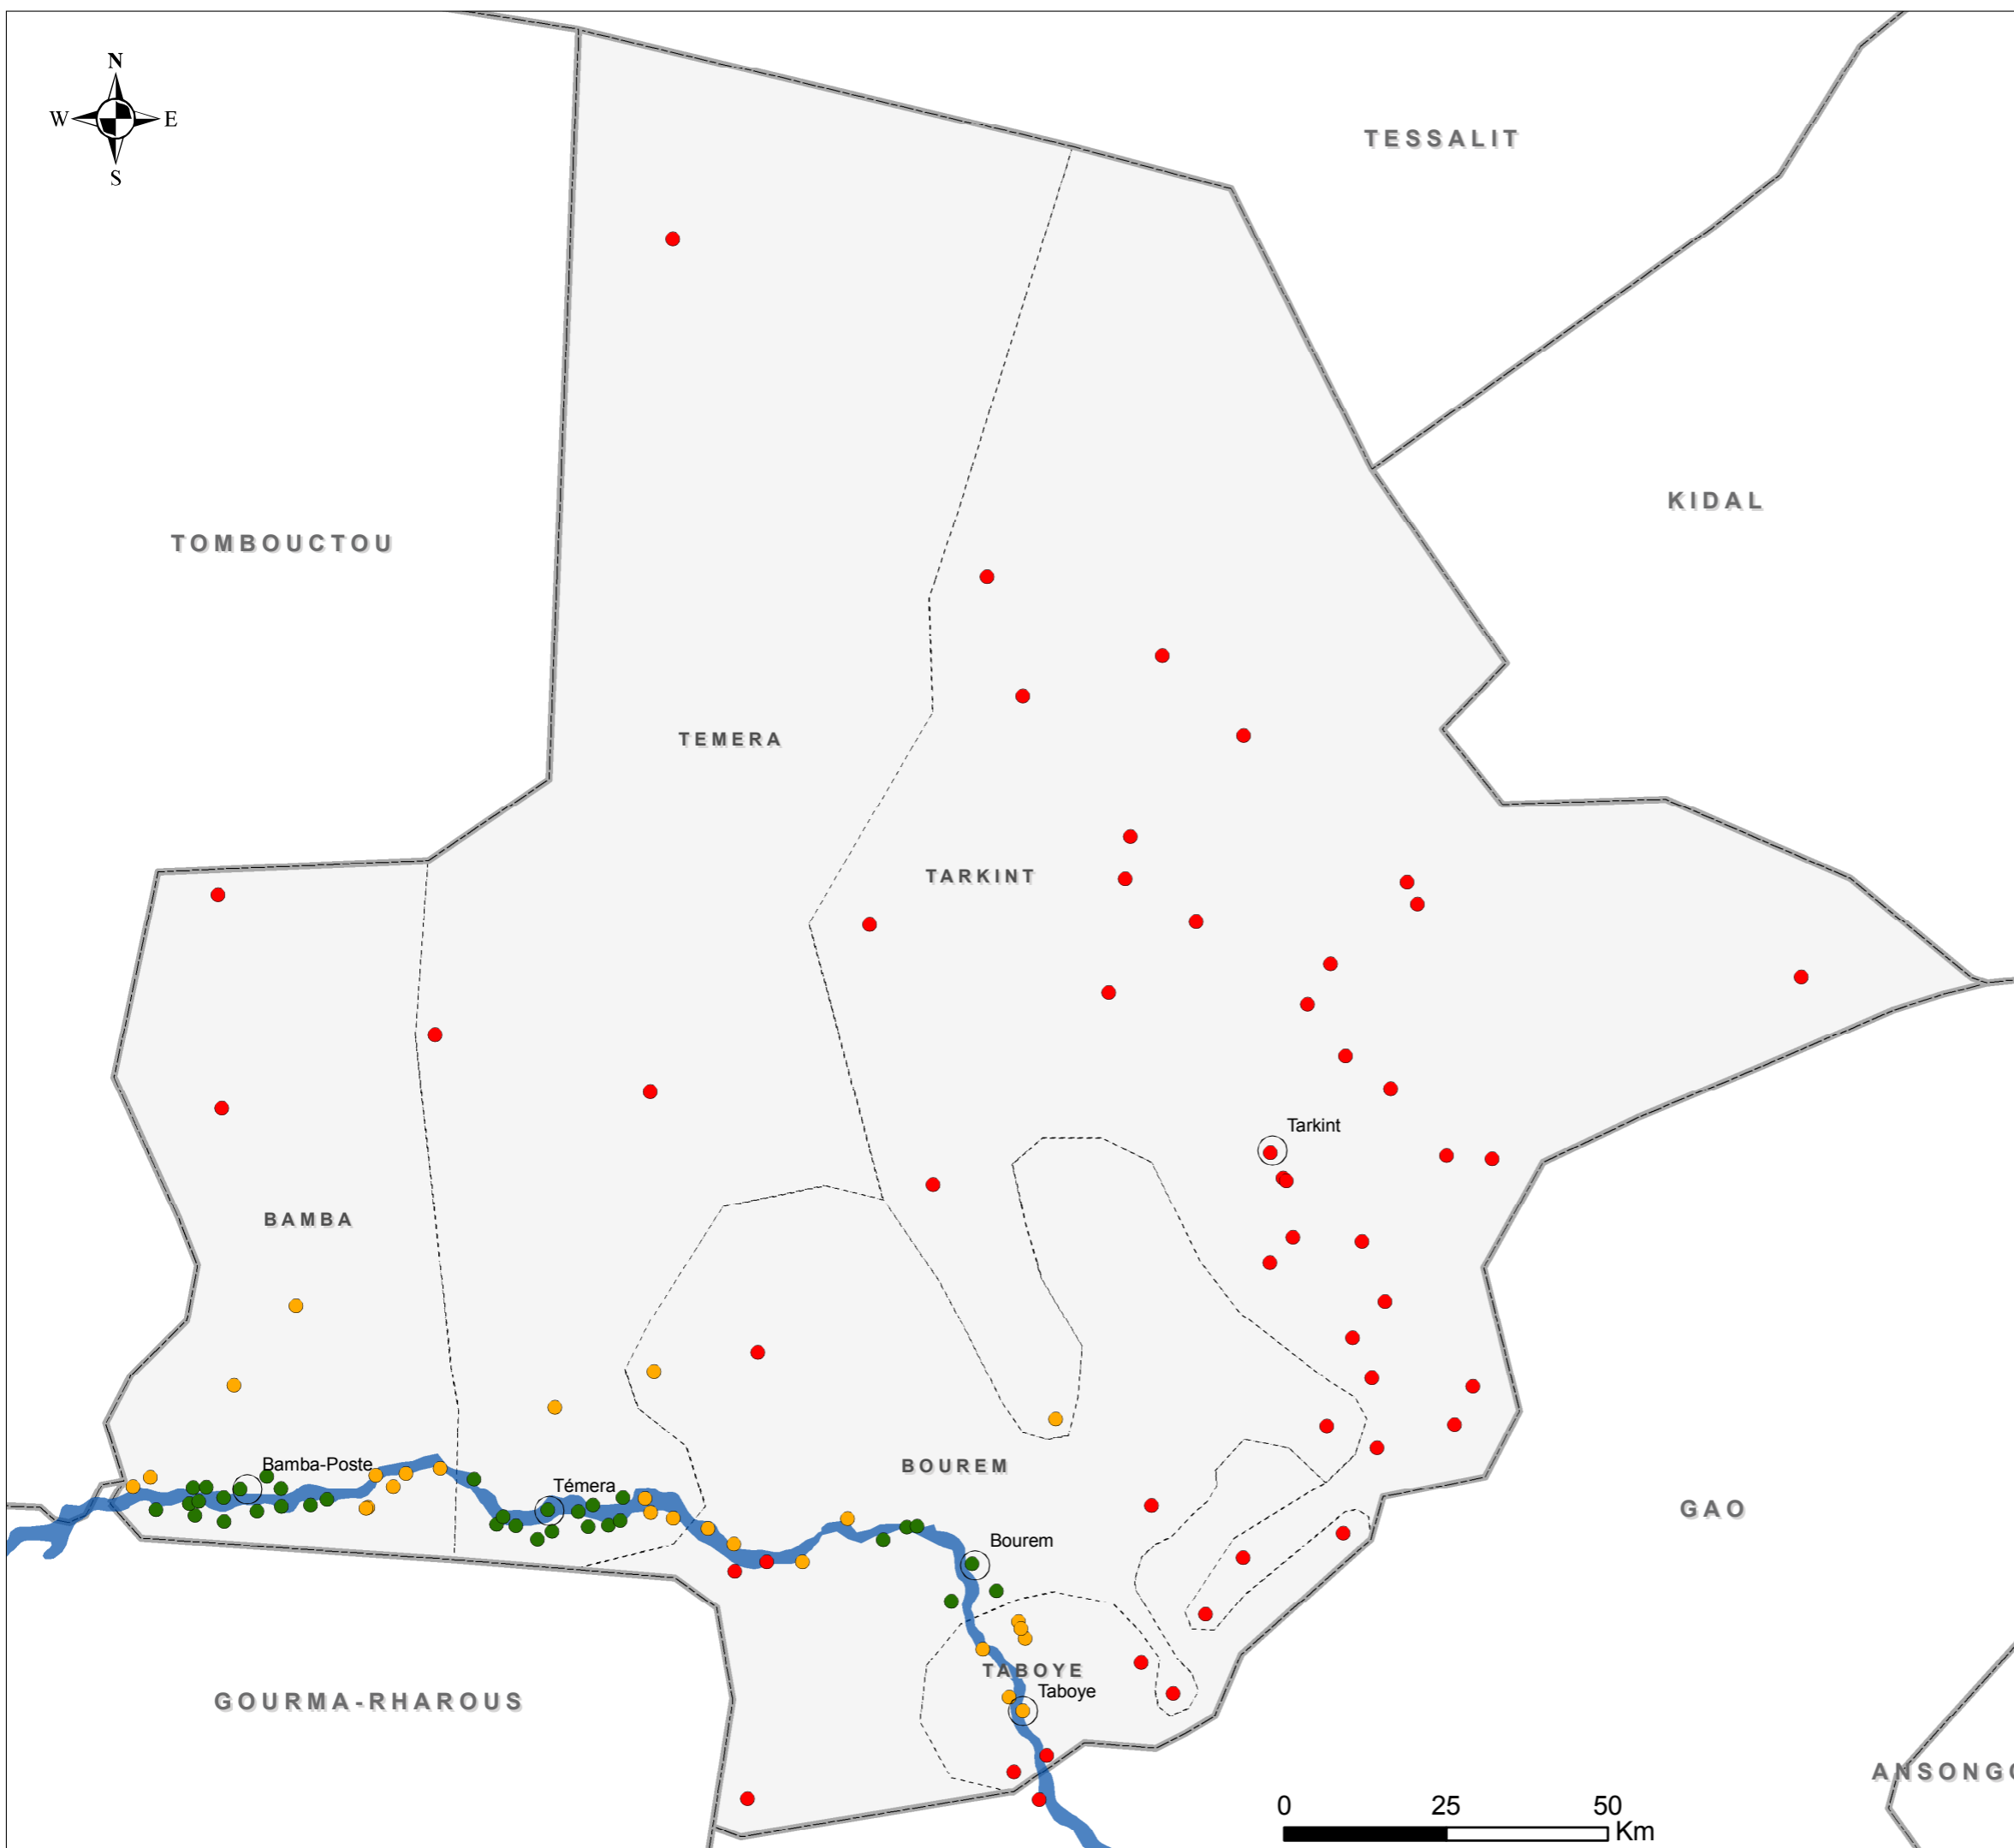 N
W E
S
TESSALIT
KIDAL
TOMBOUCTOU
TEMERA
TARKINT
Tarkint
BAMBA
Bamba-Poste
Témera
BOUREM
GAO
Bourem
TABOYE
Taboye
GOURMA-RHAROUS
ANSONGO
0 25 50
Km